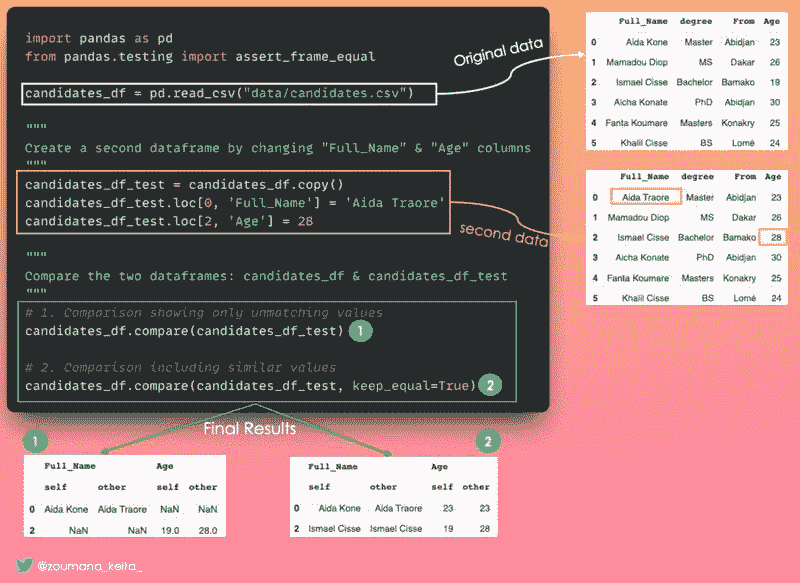 import pandas as pd
from pandas.testing import assert_frame_equal
candidates_df = pd.read_csv("data/candidates.csv")
"""
Create a second dataframe by changing "Full_Name" & "Age" columns
"""
candidates_df_test = candidates_df.copy()
candidates_df_test.loc[0, 'Full_Name'] = 'Aida Traore'
candidates_df_test.loc[2, 'Age'] = 28
"""
Compare the two dataframes: candidates_df & candidates_df_test
"""
# 1. Comparison showing only unmatching values
candidates_df.compare(candidates_df_test) 1
# 2. Comparison including similar values
candidates_df.compare(candidates_df_test, keep_equal=True) 2
Original data
Full_Name degree From Age
0 Aida Kone Master Abidjan 23
1 Mamadou Diop MS Dakar 26
2 Ismael Cisse Bachelor Bamako 19
3 Aicha Konate PhD Abidjan 30
4 Fanta Koumare Masters Konakry 25
5 Khalil Cisse BS Lomé 24
second data
Full_Name degree From Age
0 Aida Traore Master Abidjan 23
1 Mamadou Diop MS Dakar 26
2 Ismael Cisse Bachelor Bamako 28
3 Aicha Konate PhD Abidjan 30
4 Fanta Koumare Masters Konakry 25
5 Khalil Cisse BS Lomé 24
Final Results
1
Full_Name Age
self other self other
0 Aida Kone Aida Traore NaN NaN
2 NaN NaN 19.0 28.0
2
Full_Name Age
self other self other
0 Aida Kone Aida Traore 23 23
2 Ismael Cisse Ismael Cisse 19 28
@zoumana_keita_